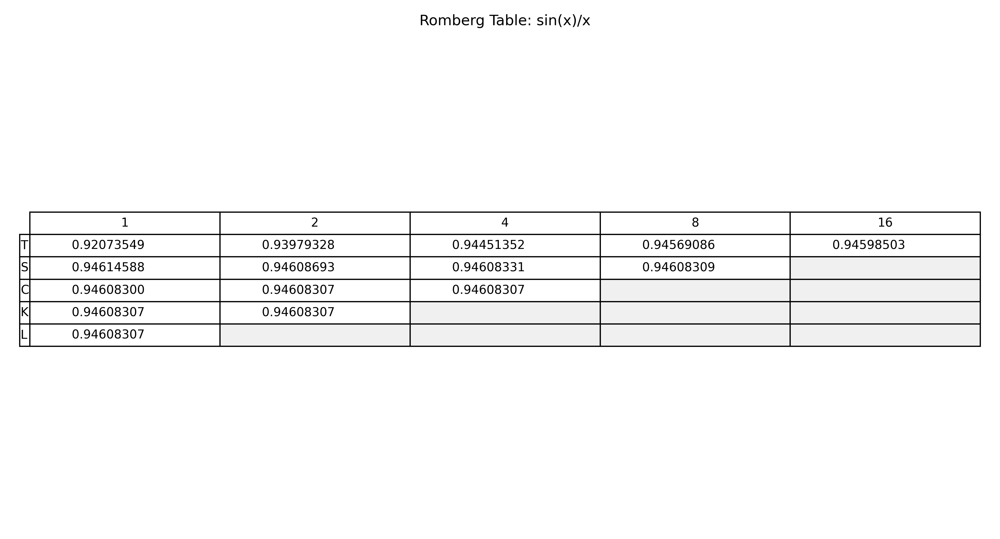 Romberg Table: sin(x)/x
1 2 4 8 16
T 0.92073549 0.93979328 0.94451352 0.94569086 0.94598503
S 0.94614588 0.94608693 0.94608331 0.94608309
C 0.94608300 0.94608307 0.94608307
K 0.94608307 0.94608307
L 0.94608307